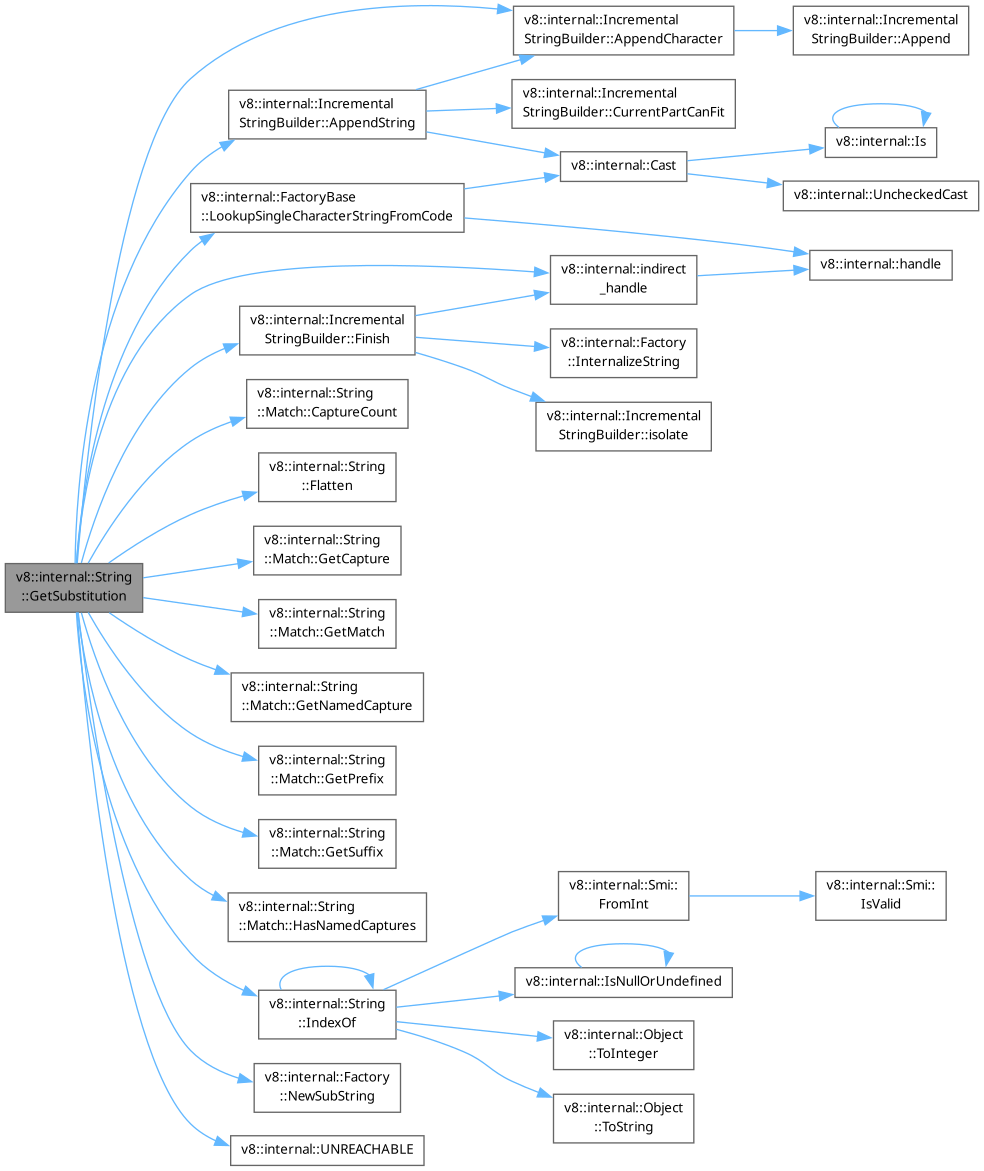 v8::internal::Incremental
StringBuilder::AppendCharacter
v8::internal::Incremental
StringBuilder::Append
v8::internal::Incremental
StringBuilder::AppendString
v8::internal::Incremental
StringBuilder::CurrentPartCanFit
v8::internal::Is
v8::internal::Cast
v8::internal::UncheckedCast
v8::internal::FactoryBase
::LookupSingleCharacterStringFromCode
v8::internal::handle
v8::internal::indirect
_handle
v8::internal::Incremental
StringBuilder::Finish
v8::internal::Factory
::InternalizeString
v8::internal::String
::Match::CaptureCount
v8::internal::Incremental
StringBuilder::isolate
v8::internal::String
::Flatten
v8::internal::String
::Match::GetCapture
v8::internal::String
::GetSubstitution
v8::internal::String
::Match::GetMatch
v8::internal::String
::Match::GetNamedCapture
v8::internal::String
::Match::GetPrefix
v8::internal::String
::Match::GetSuffix
v8::internal::String
::Match::HasNamedCaptures
v8::internal::Smi::
FromInt
v8::internal::Smi::
IsValid
v8::internal::IsNullOrUndefined
v8::internal::String
::IndexOf
v8::internal::Object
::ToInteger
v8::internal::Factory
::NewSubString
v8::internal::Object
::ToString
v8::internal::UNREACHABLE